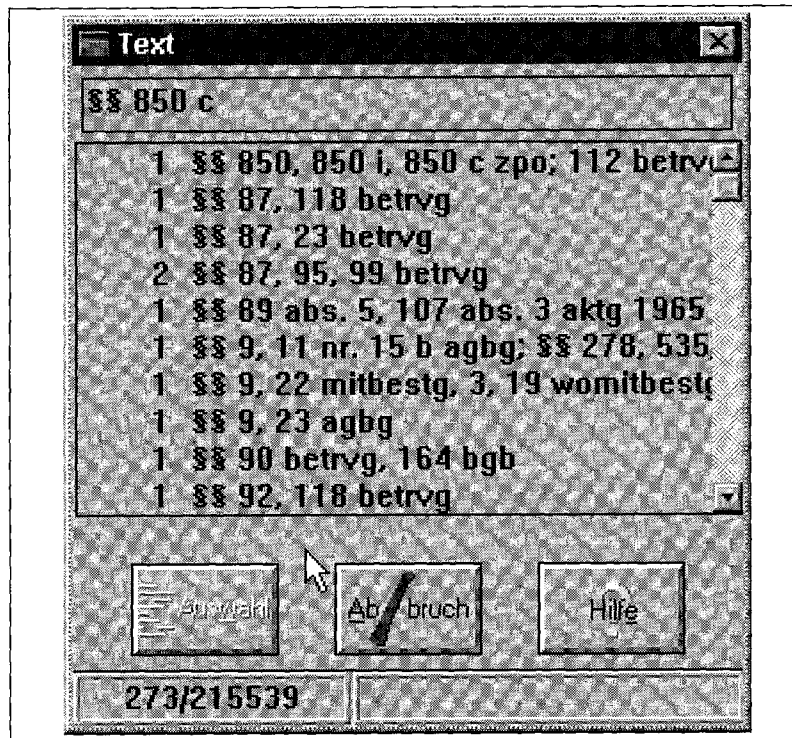 Text
§§ 850 c
1 §§ 850, 850 i, 850 c zpo; 112 betrvg
1 §§ 87, 118 betrvg
1 §§ 87, 23 betrvg
2 §§ 87, 95, 99 betrvg
1 §§ 89 abs. 5, 107 abs. 3 aktg 1965
1 §§ 9, 11 nr. 15 b agbg; §§ 278, 535,
1 §§ 9, 22 mitbestg, 3, 19 womitbestg
1 §§ 9, 23 agbg
1 §§ 90 betrvg, 164 bgb
1 §§ 92, 118 betrvg
Auswahl Abbruch Hilfe
273/215539